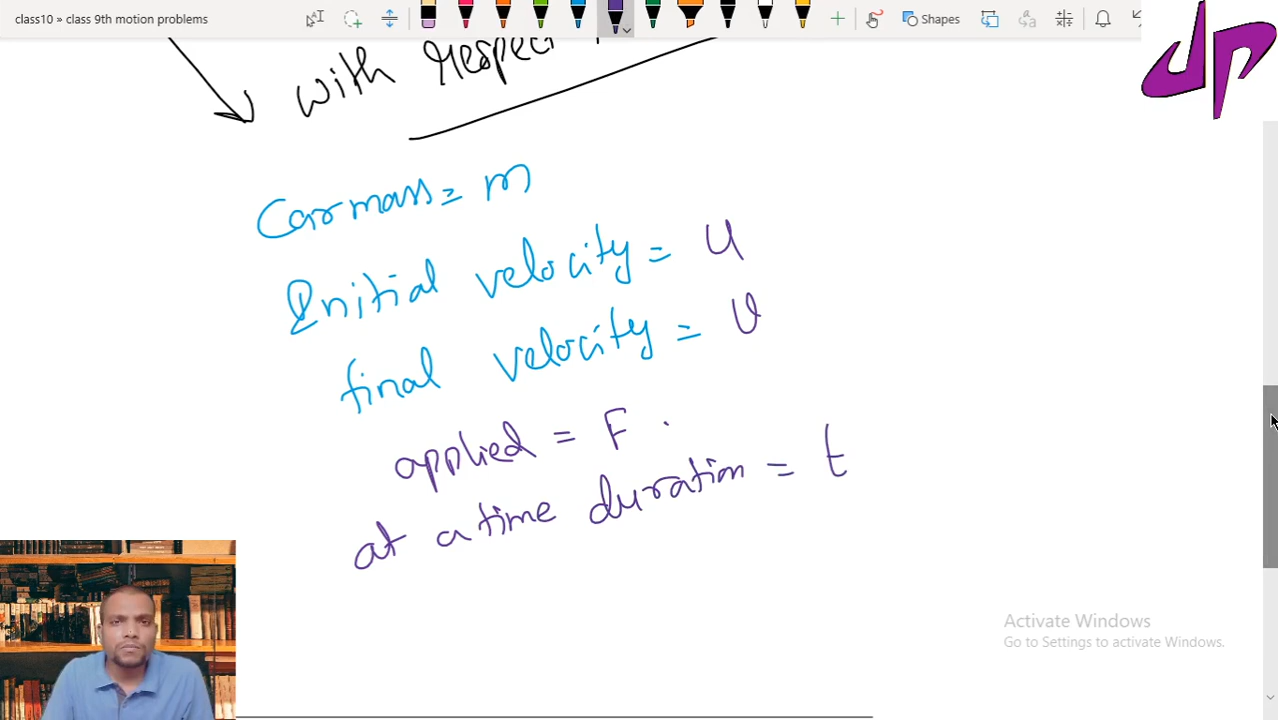 class10 » class 9th motion problems
Shapes
dp
with respect
Car mass = m
Initial velocity = u
final velocity = v
applied = F .
at a time duration = t
Activate Windows
Go to Settings to activate Windows.